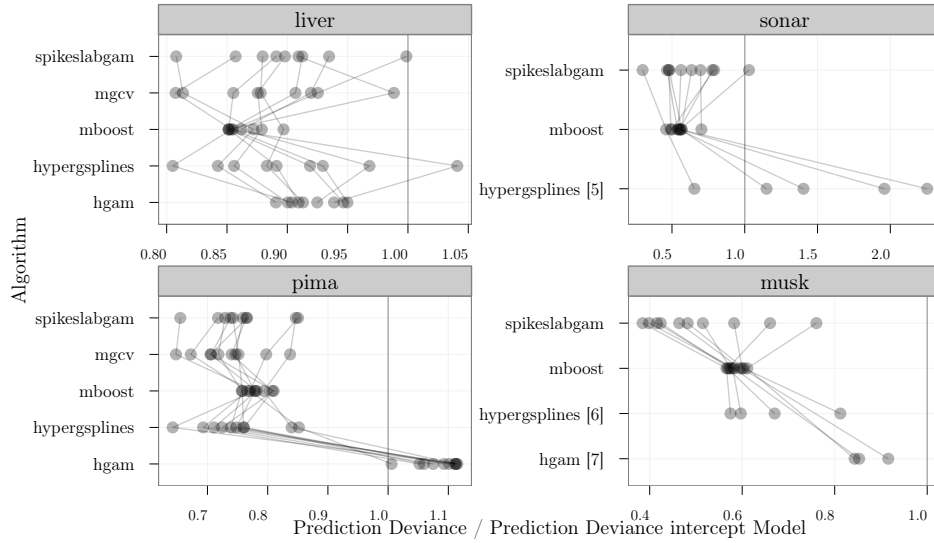 liver
sonar
spikeslabgam
mgcv
mboost
hypergsplines
hgam
spikeslabgam
mboost
hypergsplines [5]
0.80 0.85 0.90 0.95 1.00 1.05
0.5 1.0 1.5 2.0
Algorithm
pima
musk
spikeslabgam
mgcv
mboost
hypergsplines
hgam
spikeslabgam
mboost
hypergsplines [6]
hgam [7]
0.7 0.8 0.9 1.0 1.1
0.4 0.6 0.8 1.0
Prediction Deviance / Prediction Deviance intercept Model